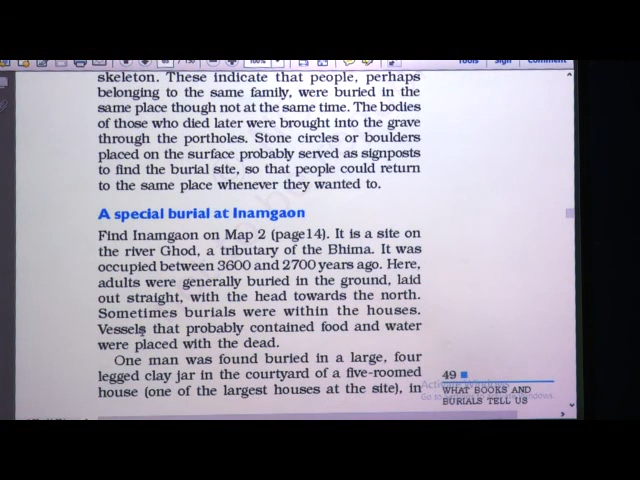 Tools Sign Comment
skeleton. These indicate that people, perhaps
belonging to the same family, were buried in the
same place though not at the same time. The bodies
of those who died later were brought into the grave
through the portholes. Stone circles or boulders
placed on the surface probably served as signposts
to find the burial site, so that people could return
to the same place whenever they wanted to.
A special burial at Inamgaon
Find Inamgaon on Map 2 (page14). It is a site on
the river Ghod, a tributary of the Bhima. It was
occupied between 3600 and 2700 years ago. Here,
adults were generally buried in the ground, laid
out straight, with the head towards the north.
Sometimes burials were within the houses.
Vessels that probably contained food and water
were placed with the dead.
One man was found buried in a large, four
legged clay jar in the courtyard of a five-roomed
house (one of the largest houses at the site), in
49
WHAT BOOKS AND
BURIALS TELL US